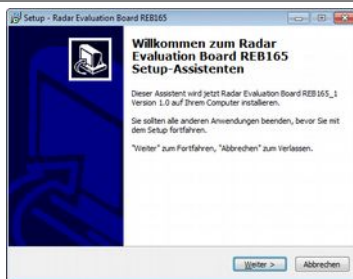 Setup - Radar Evaluation Board REB165
Willkommen zum Radar
Evaluation Board REB165
Setup-Assistenten
Dieser Assistent wird jetzt Radar Evaluation Board REB165_1
Version 1.0 auf Ihrem Computer installieren.
Sie sollten alle anderen Anwendungen beenden, bevor Sie mit
dem Setup fortfahren.
"Weiter" zum Fortfahren, "Abbrechen" zum Verlassen.
Weiter >
Abbrechen